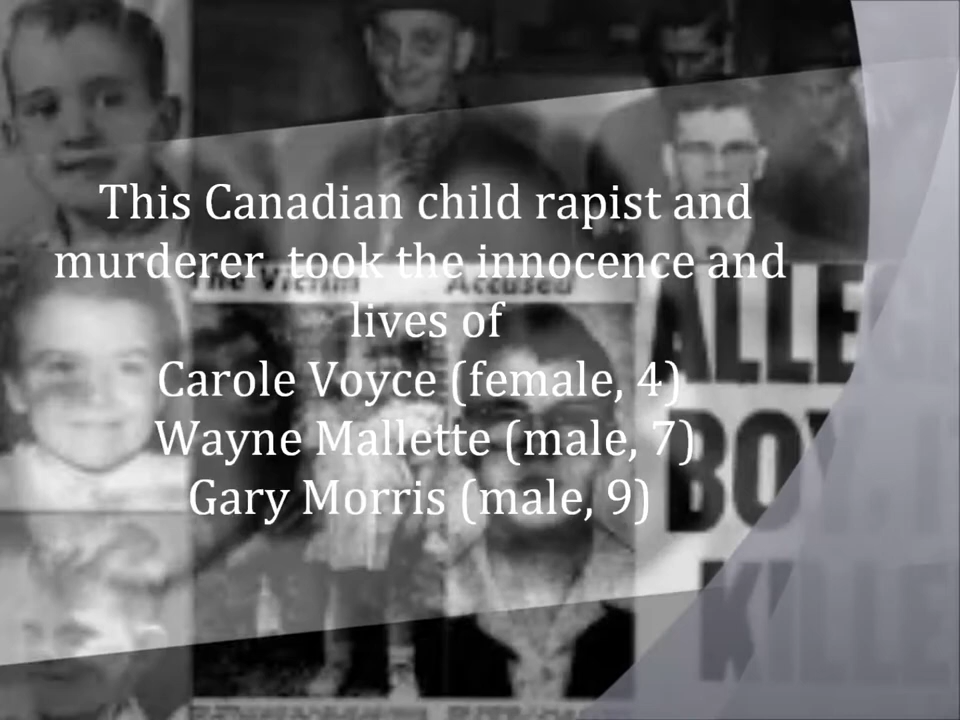 This Canadian child rapist and
murderer  took the innocence and
lives of
Carole Voyce (female, 4)
Wayne Mallette (male, 7)
Gary Morris (male, 9)
The Victim Accused
ALLE
BOY
KILLE